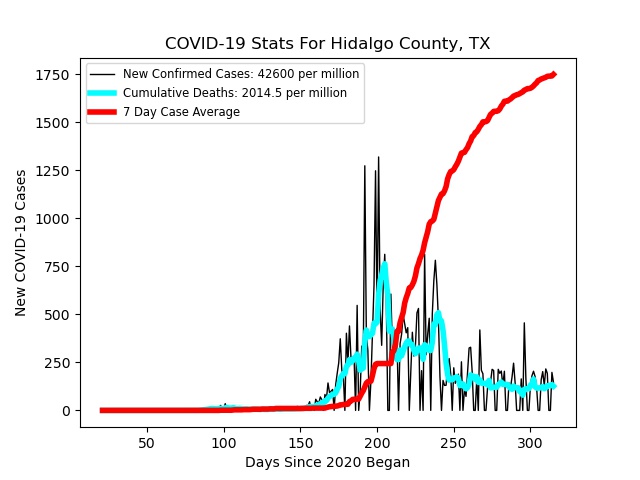 COVID-19 Stats For Hidalgo County, TX
New Confirmed Cases: 42600 per million
Cumulative Deaths: 2014.5 per million
7 Day Case Average
New COVID-19 Cases
1750
1500
1250
1000
750
500
250
0
50 100 150 200 250 300
Days Since 2020 Began